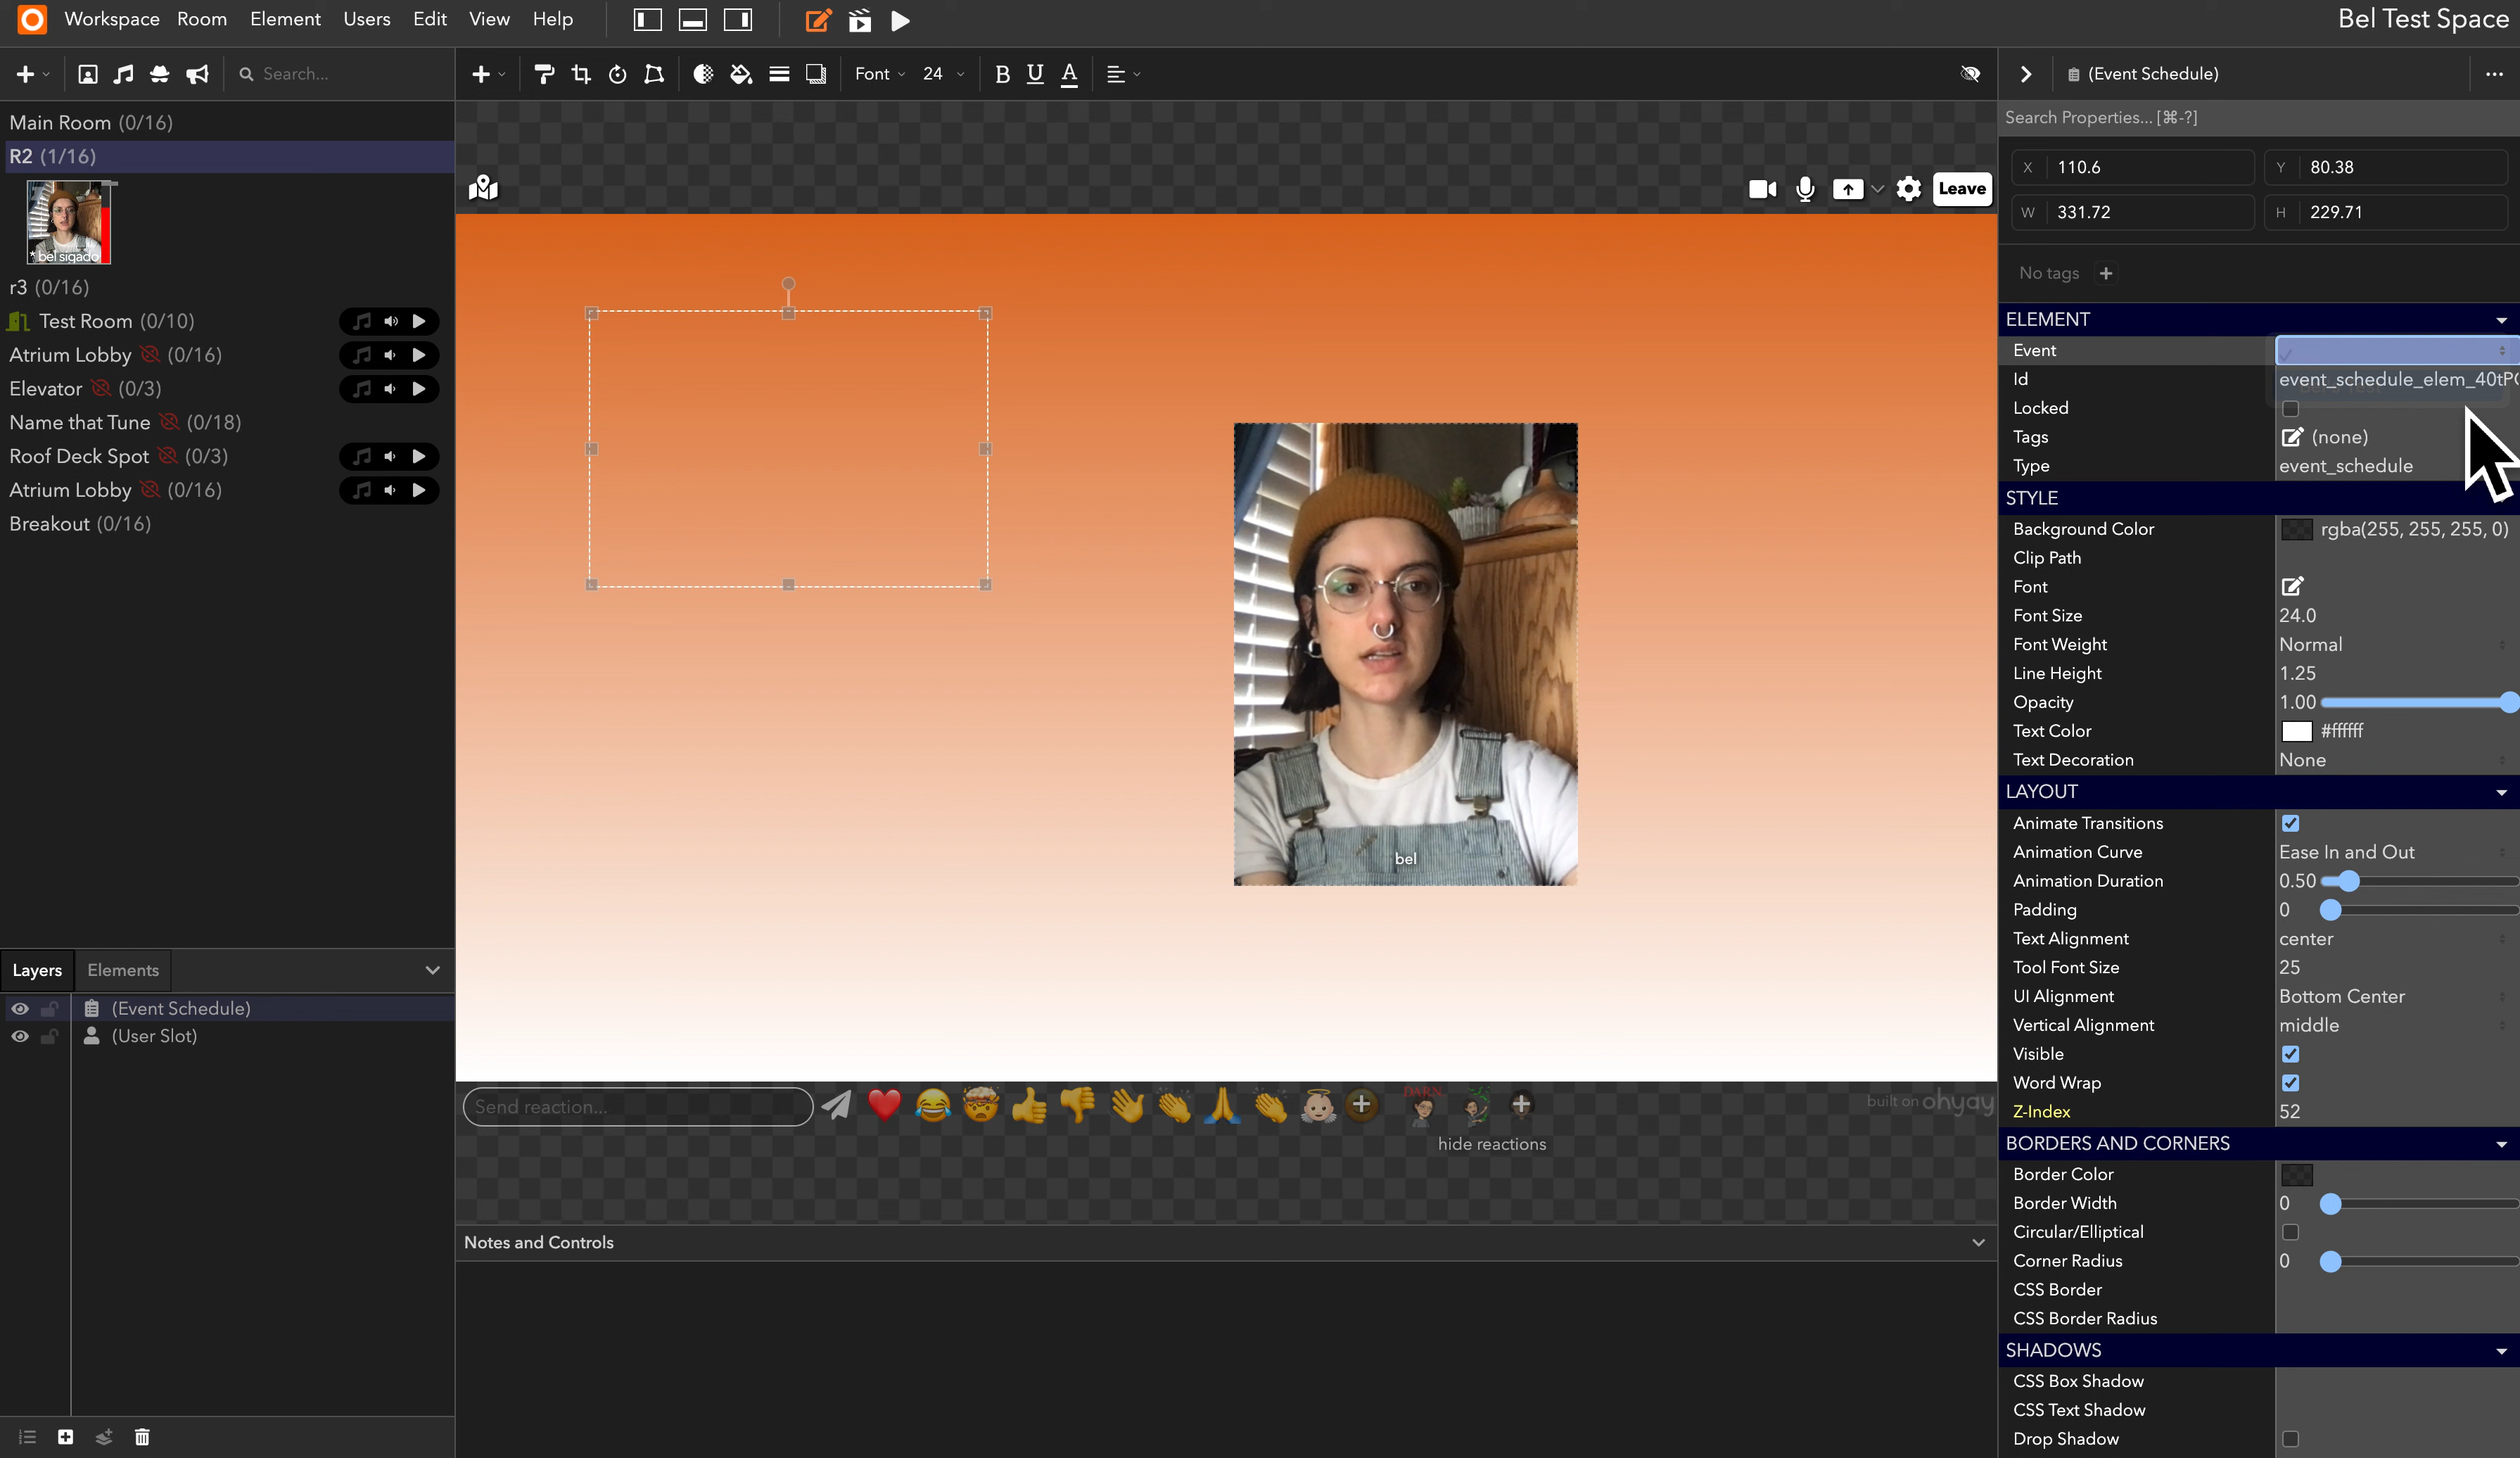 Workspace Room Element Users Edit View Help
Bel Test Space
Search...
Font 24 B U A
(Event Schedule)
Main Room (0/16)
R2 (1/16)
* bel sigado
r3 (0/16)
Test Room (0/10)
Atrium Lobby (0/16)
Elevator (0/3)
Name that Tune (0/18)
Roof Deck Spot (0/3)
Atrium Lobby (0/16)
Breakout (0/16)
Layers Elements
(Event Schedule)
(User Slot)
Leave
bel
Send reaction...
DARN
built on ohyay
hide reactions
Notes and Controls
Search Properties... [⌘-?]
X 110.6 Y 80.38
W 331.72 H 229.71
No tags +
ELEMENT
Event
Id event_schedule_elem_40tP
Locked
Tags (none)
Type event_schedule
STYLE
Background Color rgba(255, 255, 255, 0)
Clip Path
Font
Font Size 24.0
Font Weight Normal
Line Height 1.25
Opacity 1.00
Text Color #ffffff
Text Decoration None
LAYOUT
Animate Transitions
Animation Curve Ease In and Out
Animation Duration 0.50
Padding 0
Text Alignment center
Tool Font Size 25
UI Alignment Bottom Center
Vertical Alignment middle
Visible
Word Wrap
Z-Index 52
BORDERS AND CORNERS
Border Color
Border Width 0
Circular/Elliptical
Corner Radius 0
CSS Border
CSS Border Radius
SHADOWS
CSS Box Shadow
CSS Text Shadow
Drop Shadow